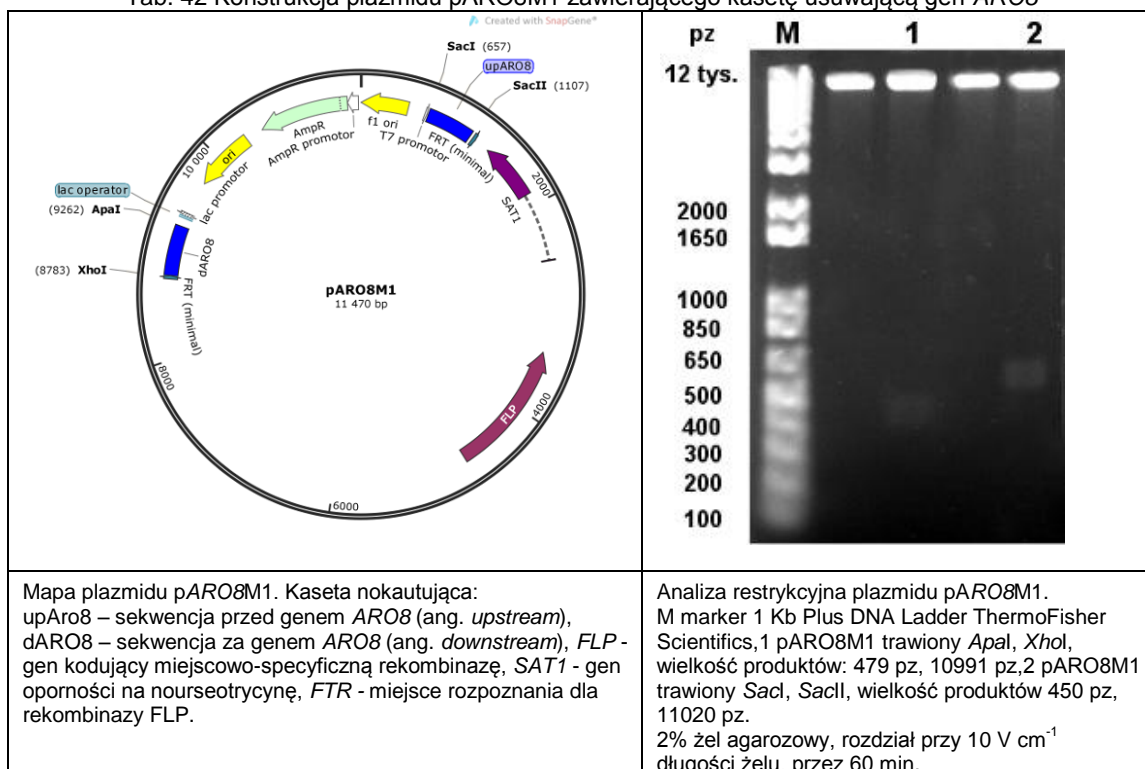 Tab. 42 Konstrukcja plazmidu pARO8M1 zawierającego kasetę usuwającą gen ARO8
Created with SnapGene®
SacI (657)
upARO8
SacII (1107)
f1 ori
T7 promotor
FRT (minimal)
SAT1
2000
AmpR
AmpR promotor
ori
10 000
lac promotor
lac operator
(9262) ApaI
dARO8
(8783) XhoI
FRT (minimal)
pARO8M1
11 470 bp
8000
FLP
4000
6000
pz M 1 2
12 tys.
2000
1650
1000
850
650
500
400
300
200
100
Mapa plazmidu pARO8M1. Kaseta nokautująca:
upAro8 – sekwencja przed genem ARO8 (ang. upstream),
dARO8 – sekwencja za genem ARO8 (ang. downstream), FLP -
gen kodujący miejscowo-specyficzną rekombinazę, SAT1 - gen
oporności na nourseotrycynę, FTR - miejsce rozpoznania dla
rekombinazy FLP.
Analiza restrykcyjna plazmidu pARO8M1.
M marker 1 Kb Plus DNA Ladder ThermoFisher
Scientifics,1 pARO8M1 trawiony ApaI, XhoI,
wielkość produktów: 479 pz, 10991 pz,2 pARO8M1
trawiony SacI, SacII, wielkość produktów 450 pz,
11020 pz.
2% żel agarozowy, rozdział przy 10 V cm-1
długości żelu, przez 60 min.